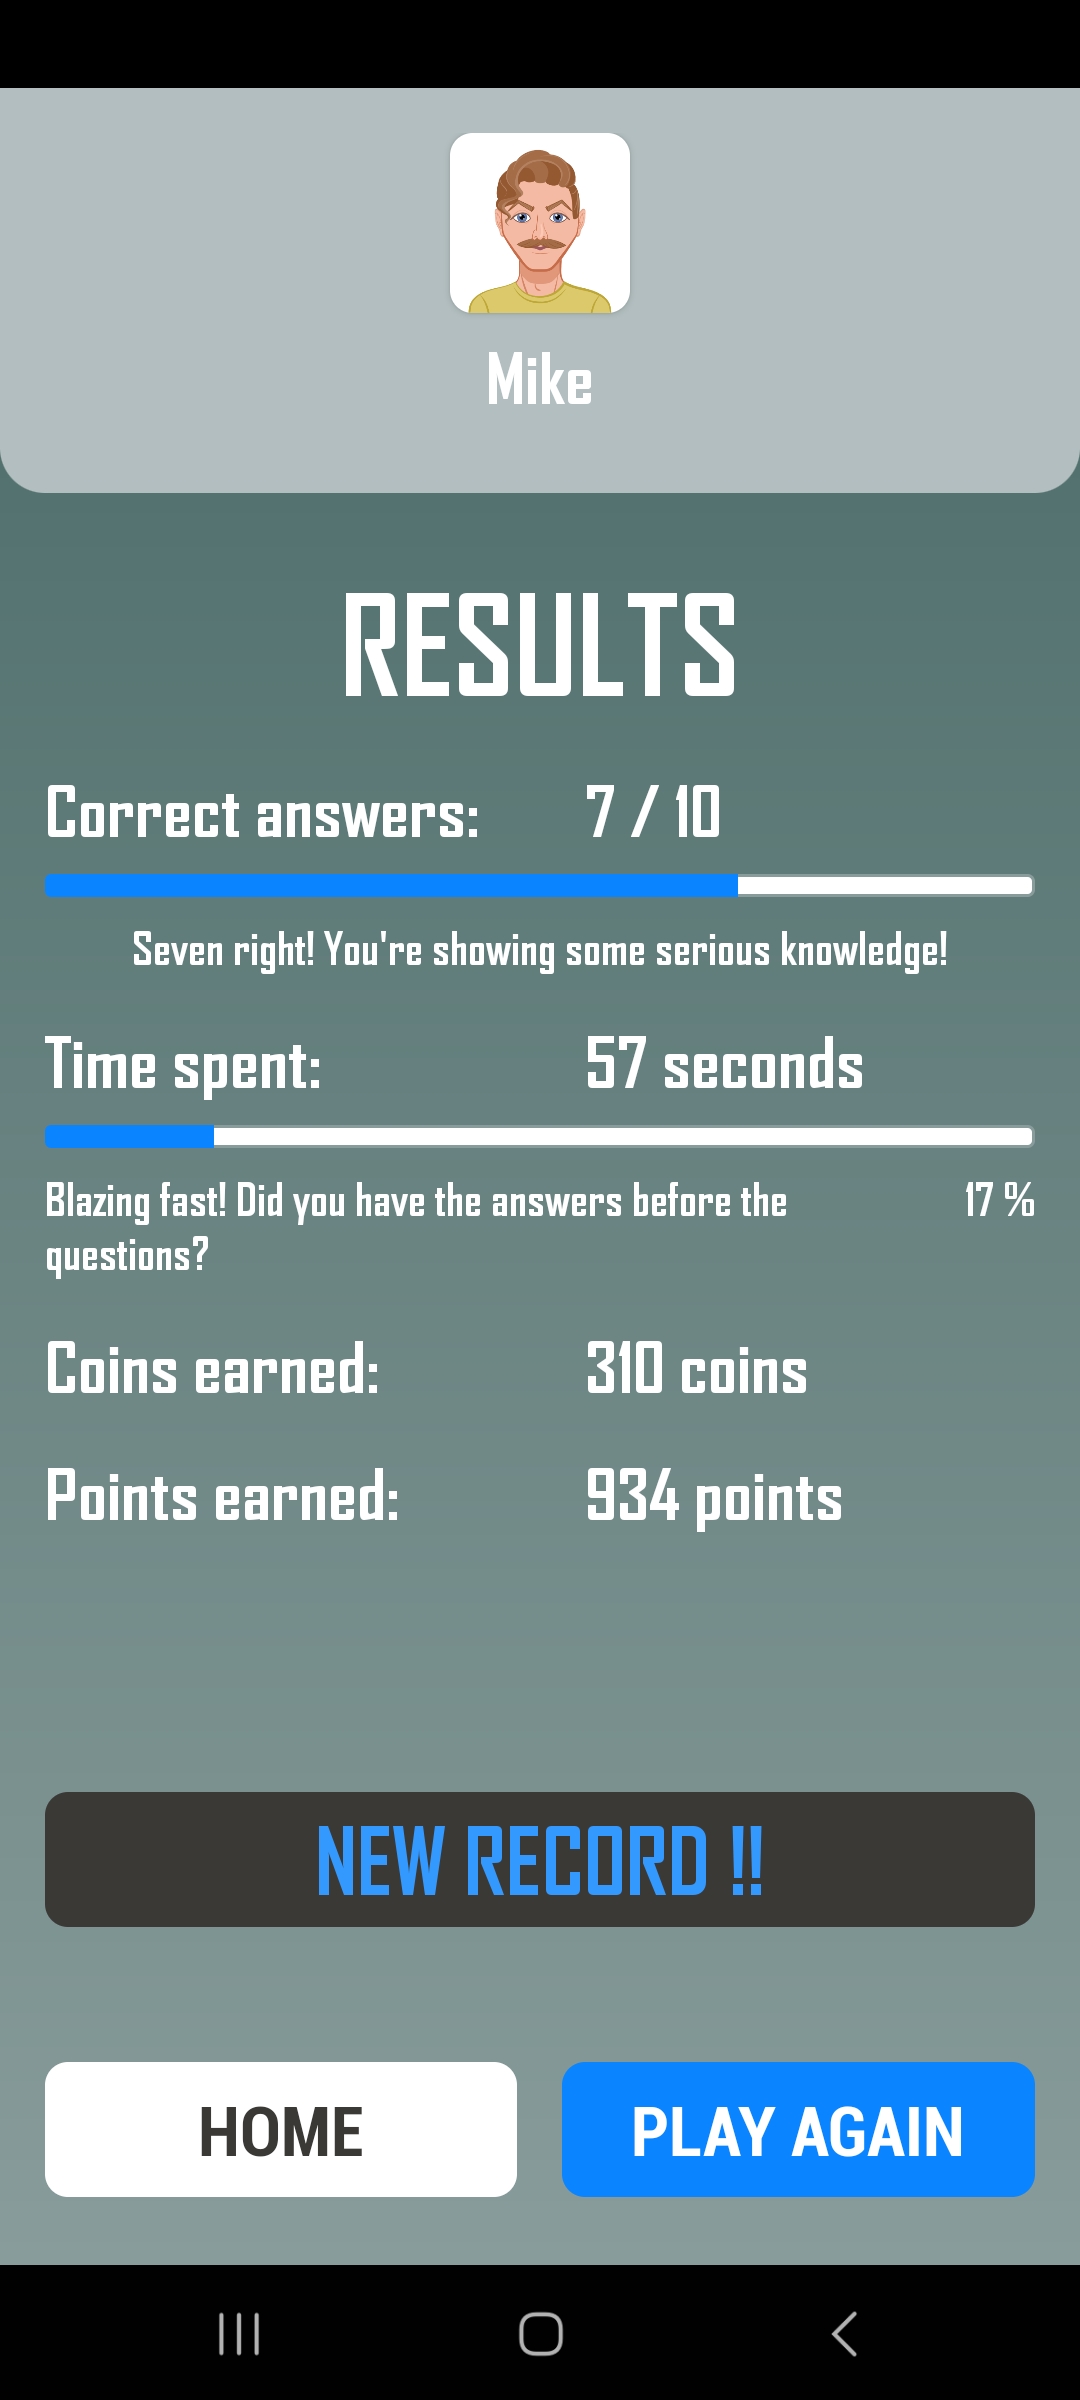 Mike
RESULTS
Correct answers: 7 / 10
Seven right! You're showing some serious knowledge!
Time spent: 57 seconds
Blazing fast! Did you have the answers before the 17 %
questions?
Coins earned: 310 coins
Points earned: 934 points
NEW RECORD !!
HOME PLAY AGAIN